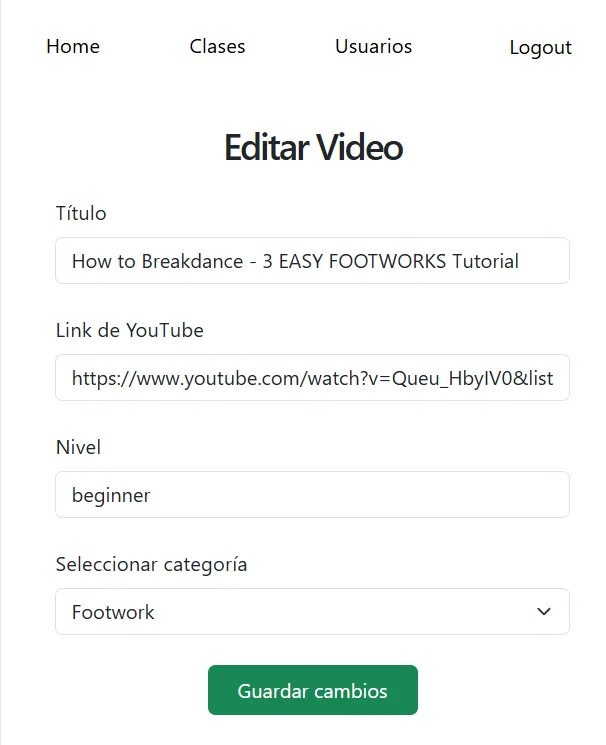 Home Clases Usuarios Logout
Editar Video
Título
How to Breakdance - 3 EASY FOOTWORKS Tutorial
Link de YouTube
https://www.youtube.com/watch?v=Queu_HbyIV0&list
Nivel
beginner
Seleccionar categoría
Footwork
Guardar cambios